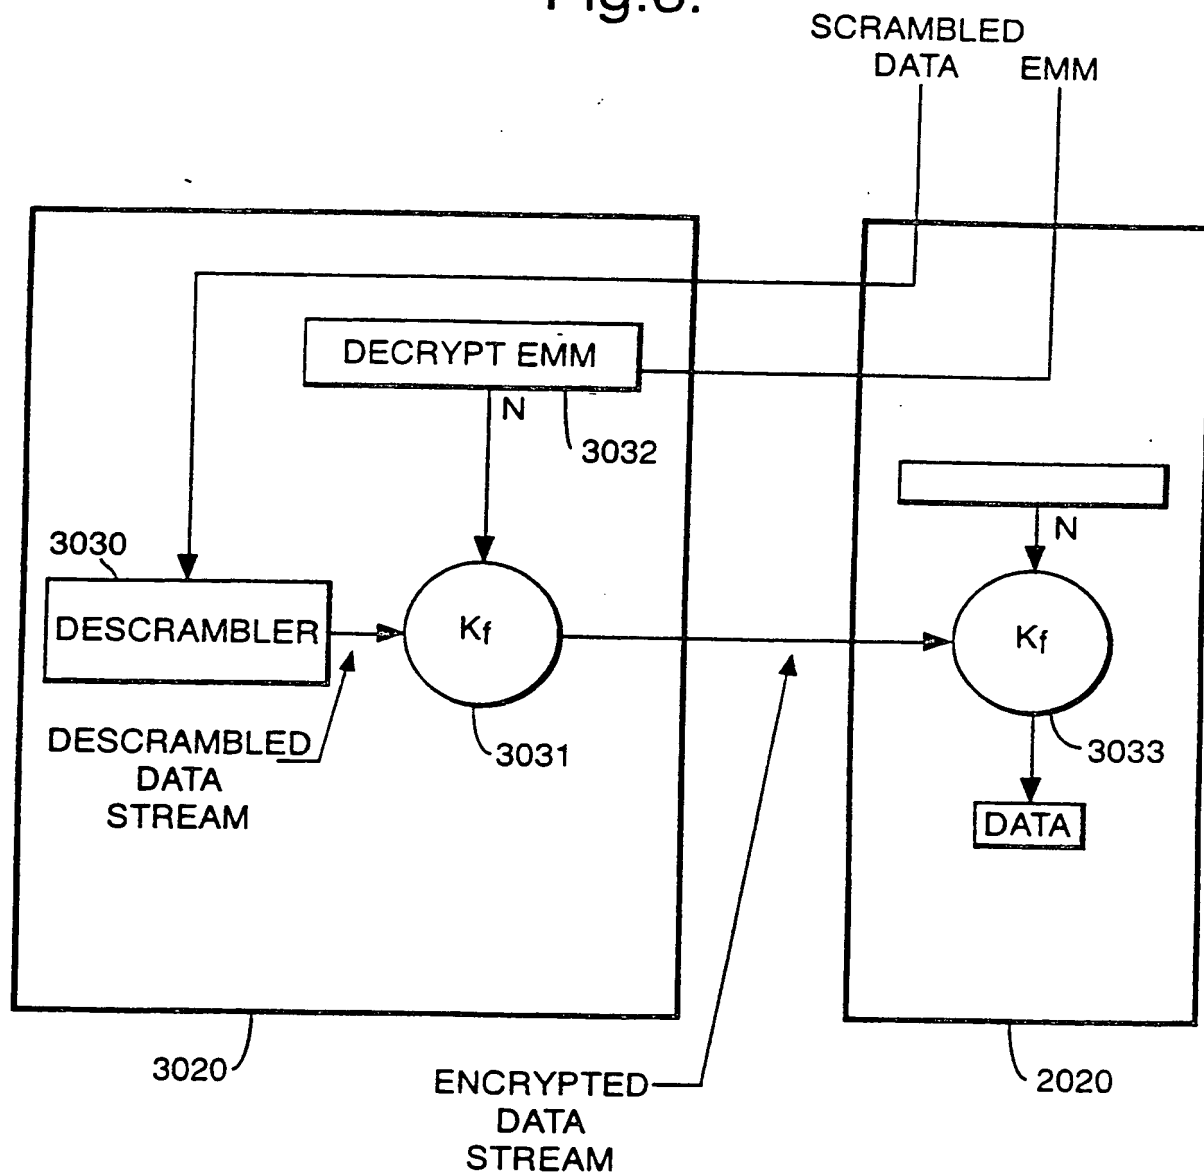 SCRAMBLED
DATA
EMM
DECRYPT EMM
N
3032
N
3030
DESCRAMBLER
Kf
Kf
3031
3033
DESCRAMBLED
DATA
STREAM
DATA
3020
2020
ENCRYPTED
DATA
STREAM